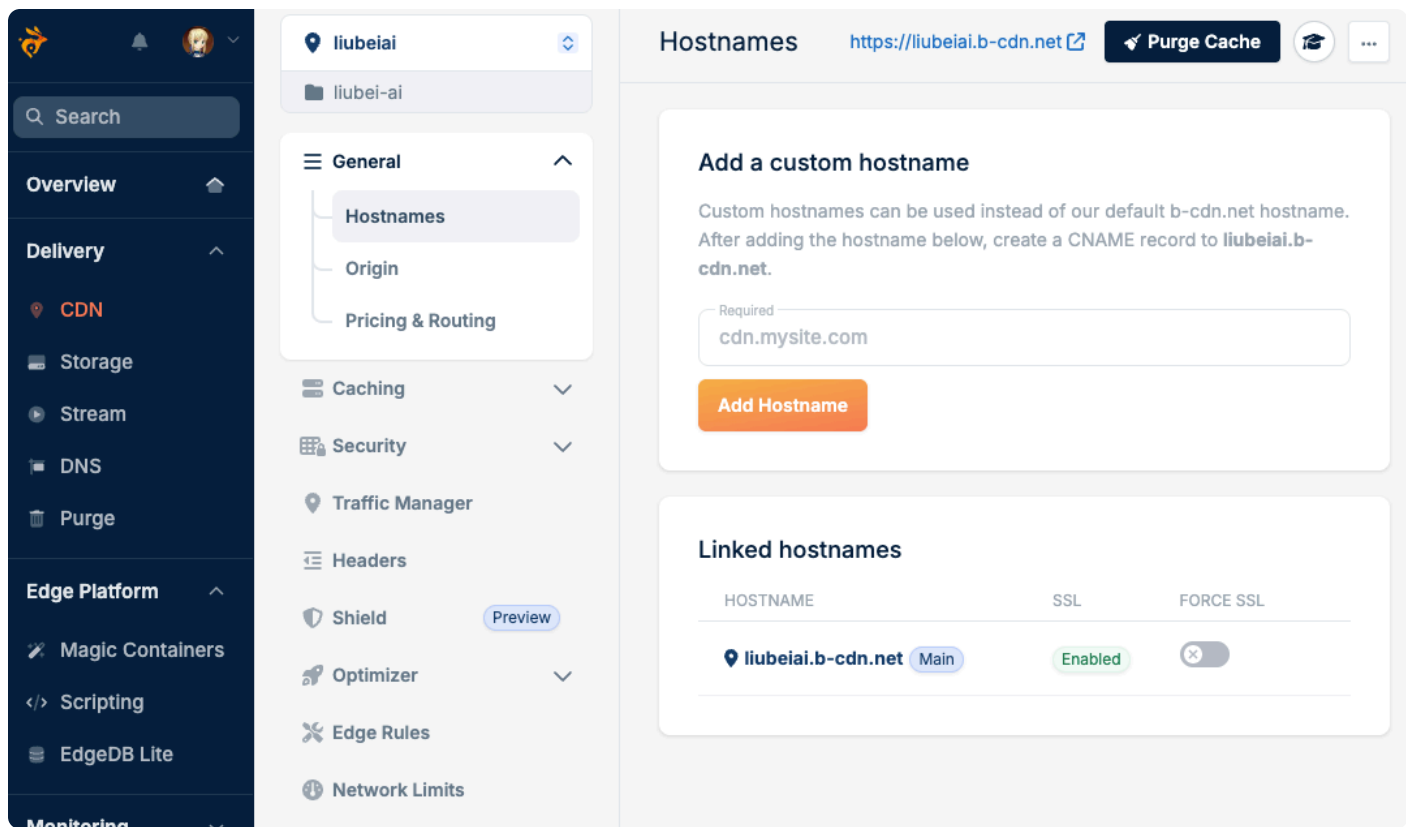 Search
Overview
Delivery
CDN
Storage
Stream
DNS
Purge
Edge Platform
Magic Containers
Scripting
EdgeDB Lite
Monitoring
liubeiai
liubei-ai
General
Hostnames
Origin
Pricing & Routing
Caching
Security
Traffic Manager
Headers
Shield Preview
Optimizer
Edge Rules
Network Limits
Hostnames https://liubeiai.b-cdn.net Purge Cache ...
Add a custom hostname
Custom hostnames can be used instead of our default b-cdn.net hostname.
After adding the hostname below, create a CNAME record to liubeiai.b-
cdn.net.
Required
cdn.mysite.com
Add Hostname
Linked hostnames
HOSTNAME SSL FORCE SSL
liubeiai.b-cdn.net Main Enabled